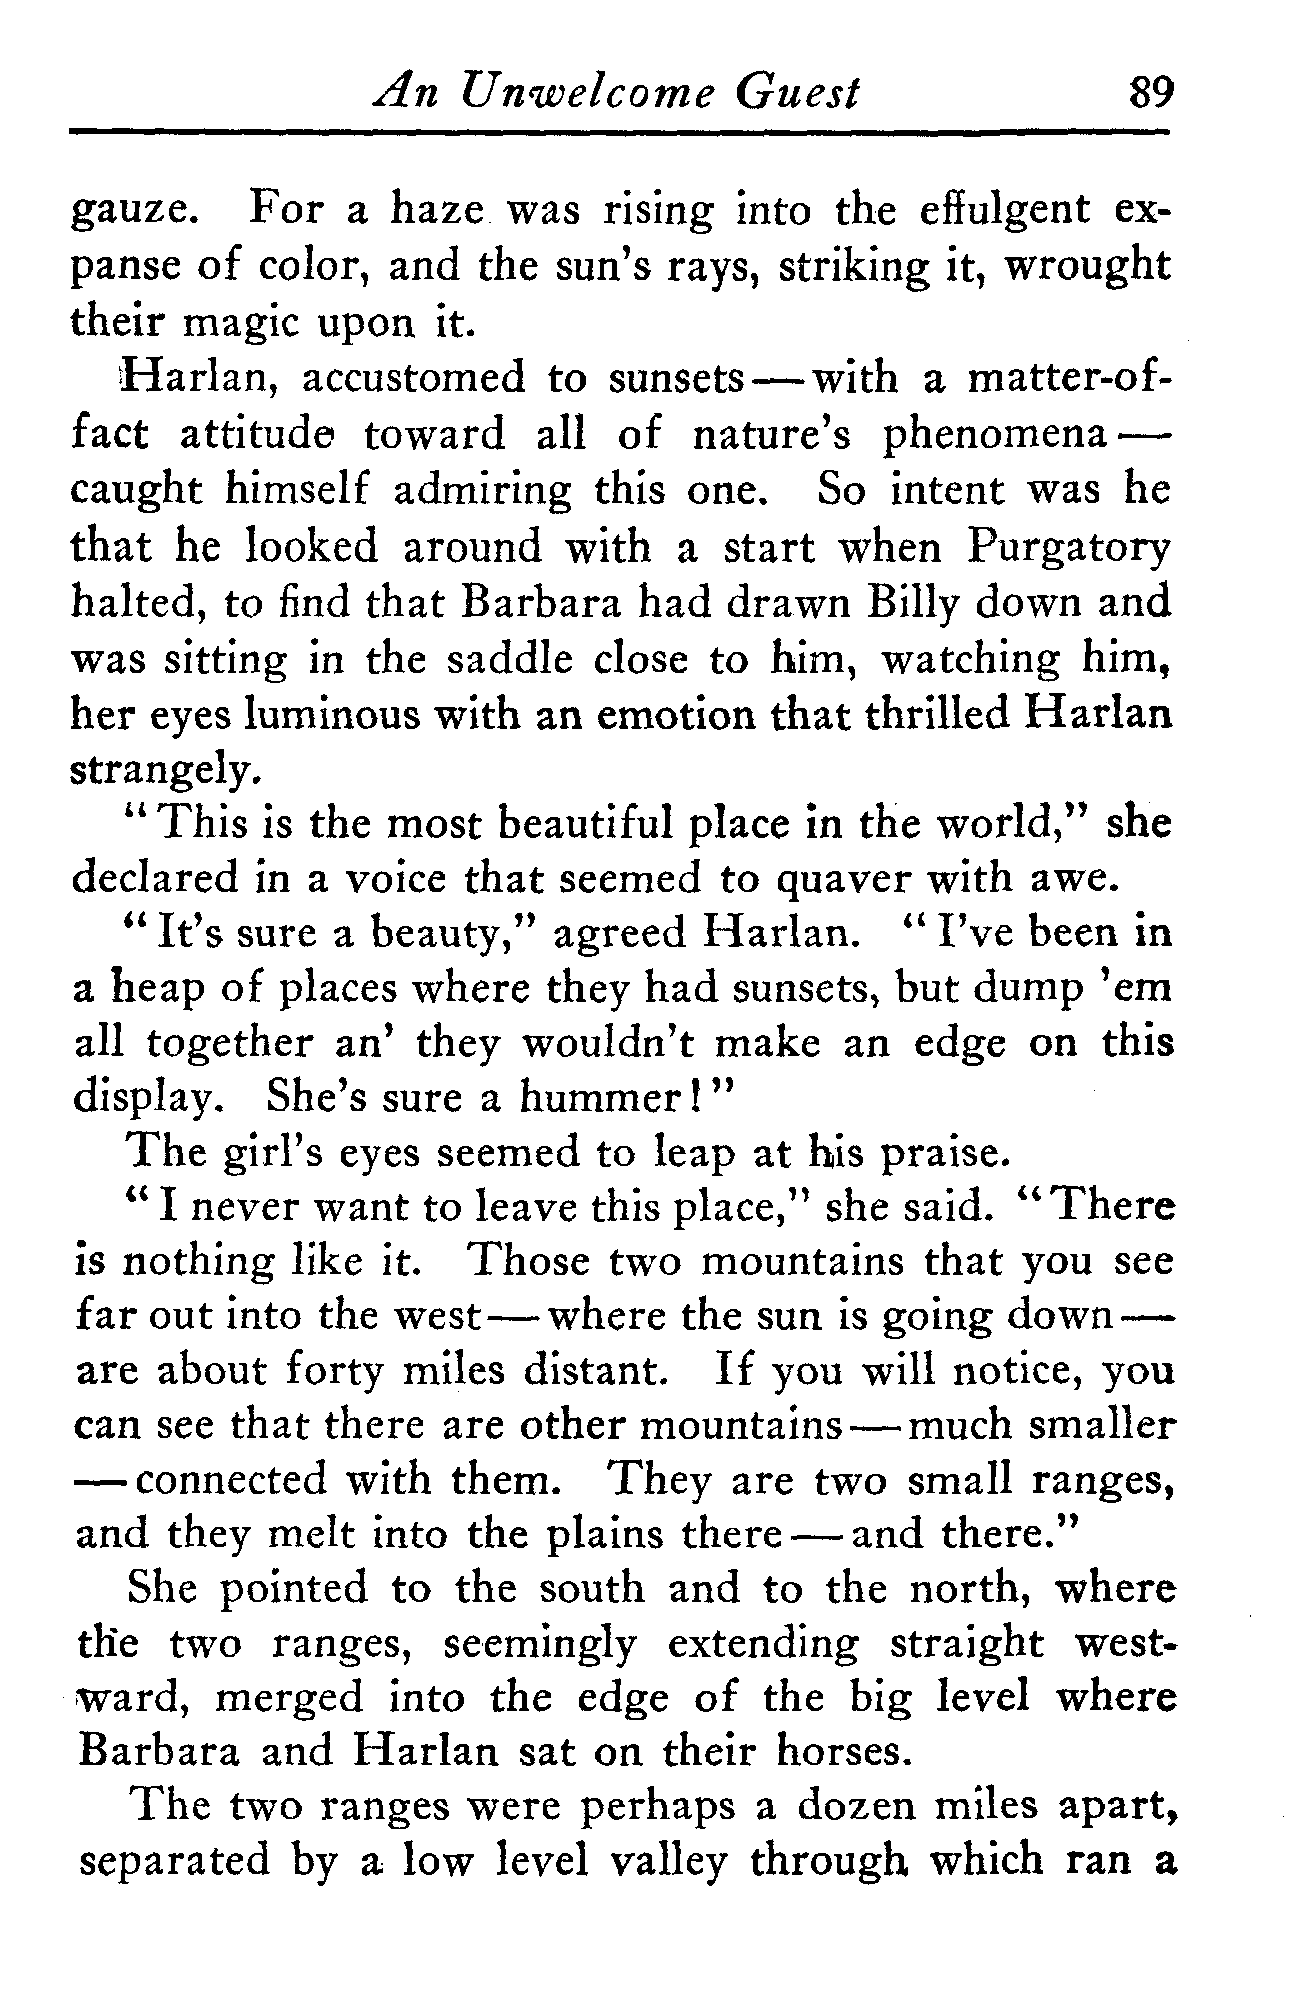 An Unwelcome Guest 89
gauze. For a haze was rising into the effulgent ex-
panse of color, and the sun's rays, striking it, wrought
their magic upon it.
Harlan, accustomed to sunsets—with a matter-of-
fact attitude toward all of nature's phenomena—
caught himself admiring this one. So intent was he
that he looked around with a start when Purgatory
halted, to find that Barbara had drawn Billy down and
was sitting in the saddle close to him, watching him,
her eyes luminous with an emotion that thrilled Harlan
strangely.
"This is the most beautiful place in the world," she
declared in a voice that seemed to quaver with awe.
"It's sure a beauty," agreed Harlan. "I've been in
a heap of places where they had sunsets, but dump 'em
all together an' they wouldn't make an edge on this
display. She's sure a hummer!"
The girl's eyes seemed to leap at his praise.
"I never want to leave this place," she said. "There
is nothing like it. Those two mountains that you see
far out into the west—where the sun is going down—
are about forty miles distant. If you will notice, you
can see that there are other mountains—much smaller
—connected with them. They are two small ranges,
and they melt into the plains there—and there."
She pointed to the south and to the north, where
the two ranges, seemingly extending straight west-
ward, merged into the edge of the big level where
Barbara and Harlan sat on their horses.
The two ranges were perhaps a dozen miles apart,
separated by a low level valley through which ran a